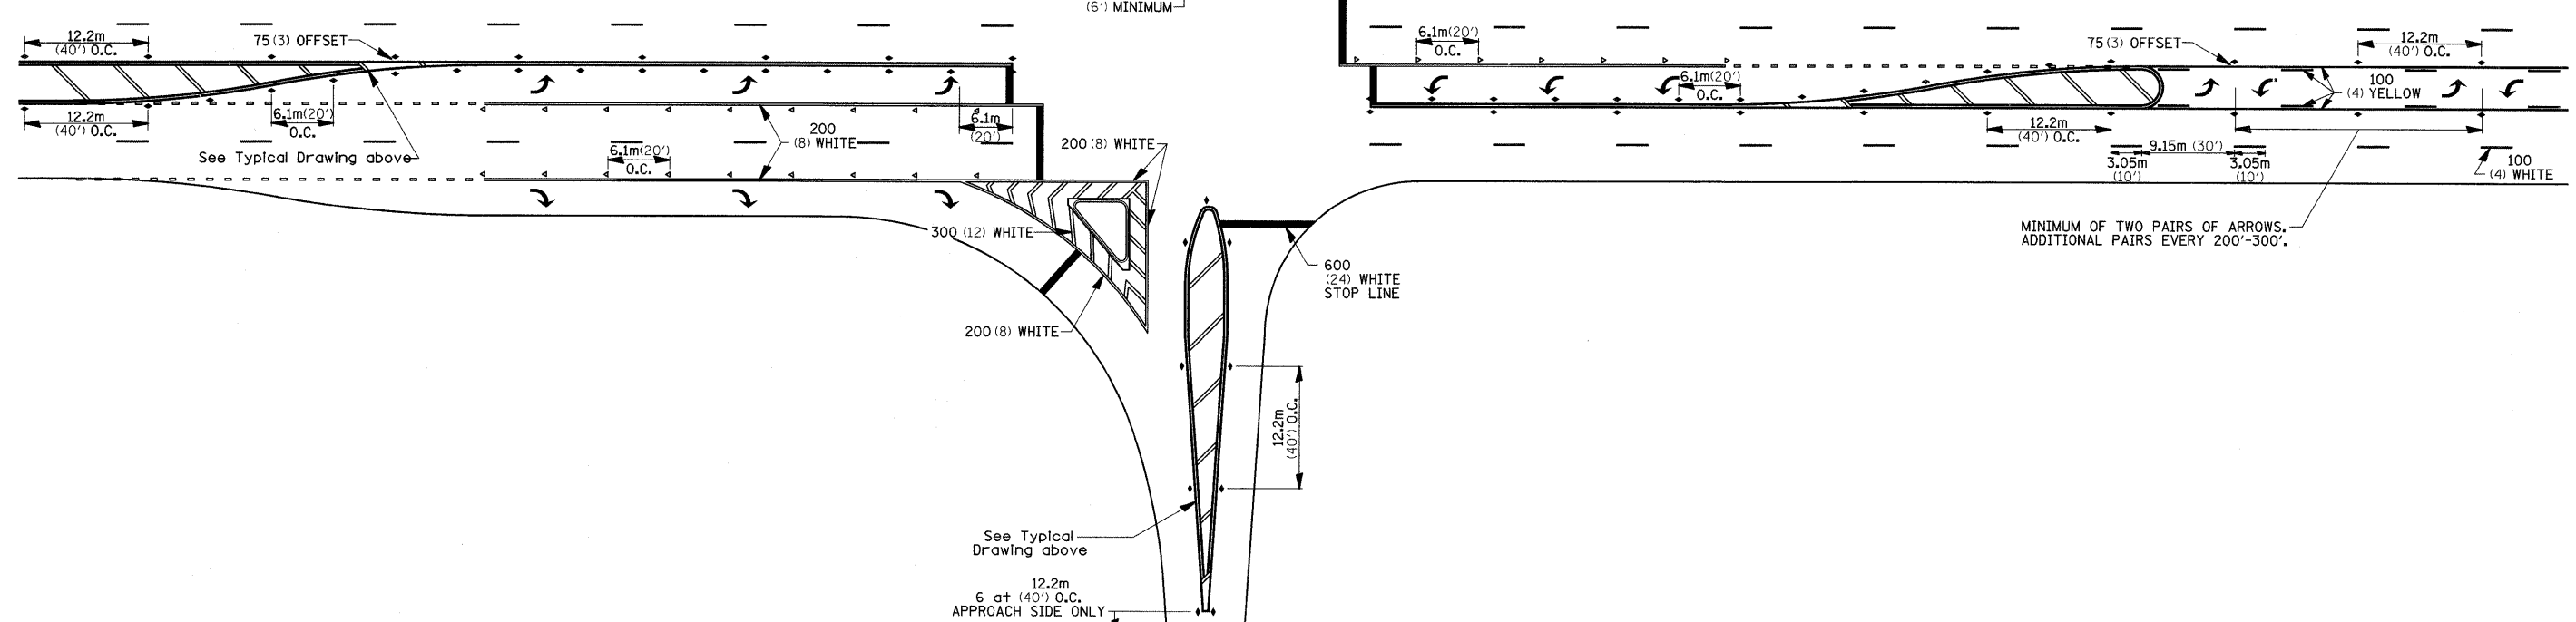 (6') MINIMUM
12.2m
(40') O.C.
75 (3) OFFSET
12.2m
(40') O.C.
6.1m(20')
O.C.
See Typical Drawing above
6.1m(20')
O.C.
200
(8) WHITE
6.1m
(20')
200 (8) WHITE
300 (12) WHITE
200 (8) WHITE
6.1m(20')
O.C.
6.1m(20')
O.C.
75 (3) OFFSET
12.2m
(40') O.C.
100
(4) YELLOW
12.2m
(40') O.C.
9.15m (30')
3.05m
(10')
3.05m
(10')
100
(4) WHITE
MINIMUM OF TWO PAIRS OF ARROWS.
ADDITIONAL PAIRS EVERY 200'-300'.
600
(24) WHITE
STOP LINE
12.2m
(40') O.C.
See Typical
Drawing above
12.2m
6 at (40') O.C.
APPROACH SIDE ONLY